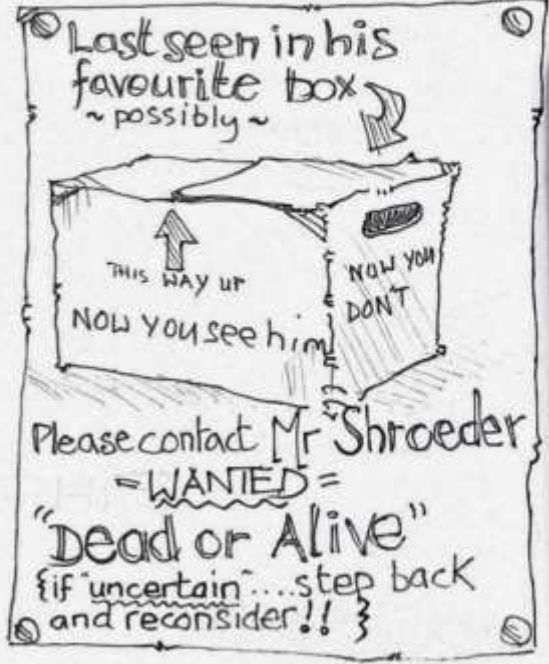 Last seen in his
favourite box
~ possibly ~
THIS WAY UP
NOW YOU see him
NOW YOU
DON'T
Please contact Mr Shroeder
= WANTED =
"Dead or Alive"
{if "uncertain"....step back
and reconsider!! }